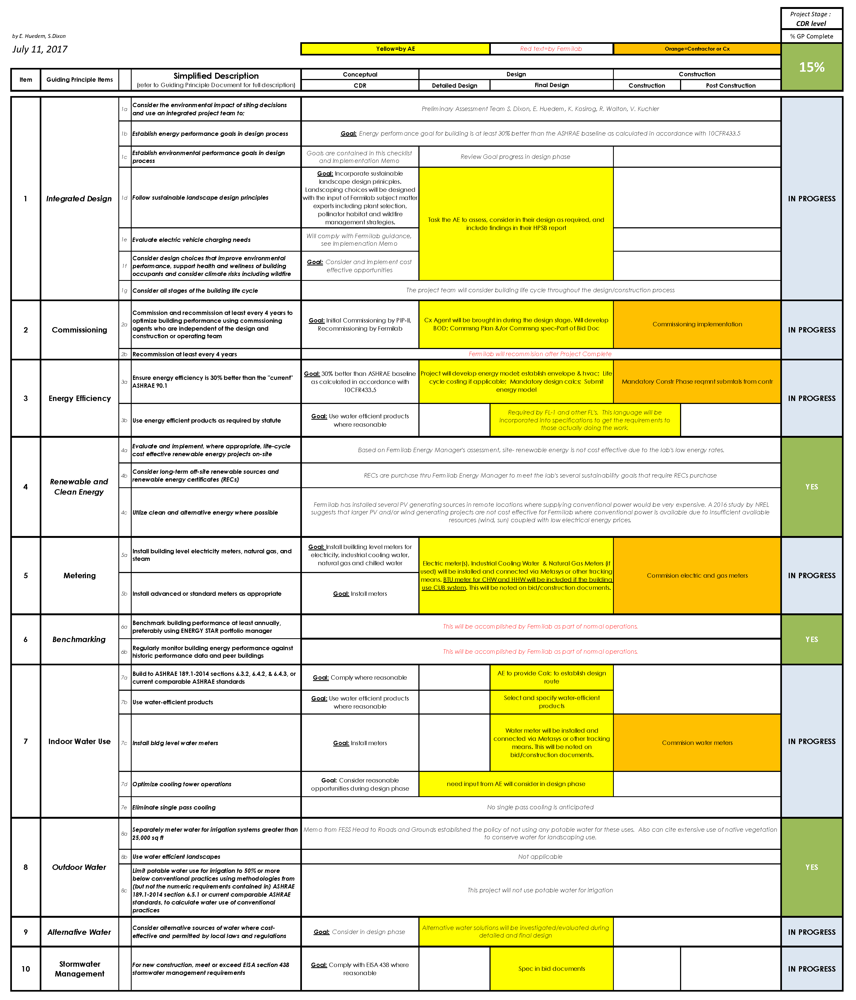 Project Stage :
CDR level
by E. Huedem, S.Dixon
% GP Complete
July 11, 2017
Yellow=by AE
Red text=by Fermilab
Orange=Contractor or Cx
15%
Item
Guiding Principle Items
Simplified Description
(refer to Guiding Principle Document for full description)
Conceptual
Design
Construction
CDR
Detailed Design
Final Design
Construction
Post Construction
1
Integrated Design
1a
Consider the environmental impact of siting decisions
and use an integrated project team to;
Preliminary Assessment Team S. Dixon, E. Huedem, K. Kosirog, R. Walton, V. Kuchler
IN PROGRESS
1b
Establish energy performance goals in design process
Goal: Energy performance goal for building is at least 30% better than the ASHRAE baseline as calculated in accordance with 10CFR433.5
1c
Establish environmental performance goals in design
process
Goals are contained in this checklist
and Implementation Memo
Review Goal progress in design phase
1d
Follow sustainable landscape design principles
Goal: Incorporate sustainable
landscape design prinicples.
Landscaping choices will be designed
with the input of Fermilab subject matter
experts including plant selection,
pollinator habitat and wildfire
management strategies.
Task the AE to assess, consider in their design as required, and
include findings in their HPSB report
1e
Evaluate electric vehicle charging needs
Will comply with Fermilab guidance,
see Implemenation Memo
1f
Consider design choices that improve environmental
performance, support health and wellness of building
occupants and consider climate risks including wildfire
Goal: Consider and implement cost
effective opportunities
1g
Consider all stages of the building life cycle
The project team will consider building life cycle throughout the design/construction process
2
Commissioning
2a
Commission and recommission at least every 4 years to
optimize building performance using commssioning
agents who are independent of the design and
construction or operating team
Goal: Initial Commissioning by PIP-II,
Recommissioning by Fermilab
Cx Agent will be brought in during the design stage. Will develop
BOD; Commsng Plan &/or Commsng spec-Part of Bid Doc
Commissioning implementation
IN PROGRESS
2b
Recommission at least every 4 years
Fermilab will recommision after Project Complete
3
Energy Efficiency
3a
Ensure energy efficiency is 30% better than the "current"
ASHRAE 90.1
Goal: 30% better than ASHRAE baseline
as calculated in accordance with
10CFR433.5
Project will develop energy model; establish envelope & hvac; Life
cycle costing if applicable; Mandatory design calcs; Submit
energy model
Mandatory Constr Phase reqmnt submtals from contr
IN PROGRESS
3b
Use energy efficient products as required by statute
Goal: Use water efficient products
where reasonable
Required by FL-1 and other FL's. This language will be
incorporated into specifications to get the requirements to
those actually doing the work.
4
Renewable and
Clean Energy
4a
Evaluate and implement, where appropriate, life-cycle
cost effective renewable energy projects on-site
Based on Fermilab Energy Manager's assessment, site- renewable energy is not cost effective due to the lab's low energy rates.
YES
4b
Consider long-term off-site renewable sources and
renewable energy certificates (RECs)
RECs are purchase thru Fermilab Energy Manager to meet the lab's several sustainability goals that require RECs purchase
4c
Utlize clean and alternative energy where possible
Fermilab has installed several PV generating sources in remote locations where supplying conventional power would be very expensive. A 2016 study by NREL
suggests that larger PV and/or wind generating projects are not cost effective for Fermilab where conventional power is available due to insufficient available
resources (wind, sun) coupled with low electrical energy prices.
5
Metering
5a
Install building level electricity meters, natural gas, and
steam
Goal: Install buillding level meters for
electricity, industrial cooling water,
natural gas and chilled water
Electric meter(s), Industrial Cooling Water & Natural Gas Meters (if
used) will be installed and connected via Metasys or other tracking
means. BTU meter for CHW and HHW will be included if the building
use CUB system. This will be noted on bid/construction documents.
Commision electric and gas meters
IN PROGRESS
5b
Install advanced or standard meters as appropriate
Goal: Install meters
6
Benchmarking
6a
Benchmark building performance at least annually,
preferably using ENERGY STAR portfolio manager
This will be accomplished by Fermilab as part of normal operations.
YES
6b
Regularly monitor building energy performance against
historic performance data and peer buildings
This will be accomplished by Fermilab as part of normal operations.
7
Indoor Water Use
7a
Build to ASHRAE 189.1-2014 sections 6.3.2, 6.4.2, & 6.4.3, or
current comparable ASHRAE standards
Goal: Comply where reasonable
AE to provide Calc to establish design
route
IN PROGRESS
7b
Use water-efficient products
Goal: Use water efficient products
where reasonable
Select and specify water-efficient
products
7c
Install bldg level water meters
Goal: Install meters
Water meter will be installed and
connected via Metasys or other tracking
means. This will be noted on
bid/construction documents.
Commision water meters
7d
Optimize cooling tower operations
Goal: Consider reasonable
opportunities during design phase
need input from AE will consider in design phase
7e
Eliminate single pass cooling
No single pass cooling is anticipated
8
Outdoor Water
8a
Separately meter water for irrigation systems greater than
25,000 sq ft
Memo from FESS Head to Roads and Grounds established the policy of not using any potable water for these uses. Also can cite extensive use of native vegetation
to conserve water for landscaping use.
YES
8b
Use water efficient landscapes
Not applicable
8c
Limit potable water use for irrigation to 50% or more
below conventional practices using methodologies from
(but not the numeric requirements contained in) ASHRAE
189.1-2014 section 6.5.1 or current comparable ASHRAE
standards, to calculate water use of conventional
practices
This project will not use potable water for irrigation
9
Alternative Water
Consider alternative sources of water where cost-
effective and permitted by local laws and regulations
Goal: Consider in design phase
Alternative water solutions will be investigated/evaluated during
detailed and final design
IN PROGRESS
10
Stormwater
Management
For new construction, meet or exceed EISA section 438
stormwater management requirements
Goal: Comply with EISA 438 where
reasonable
Spec in bid documents
IN PROGRESS